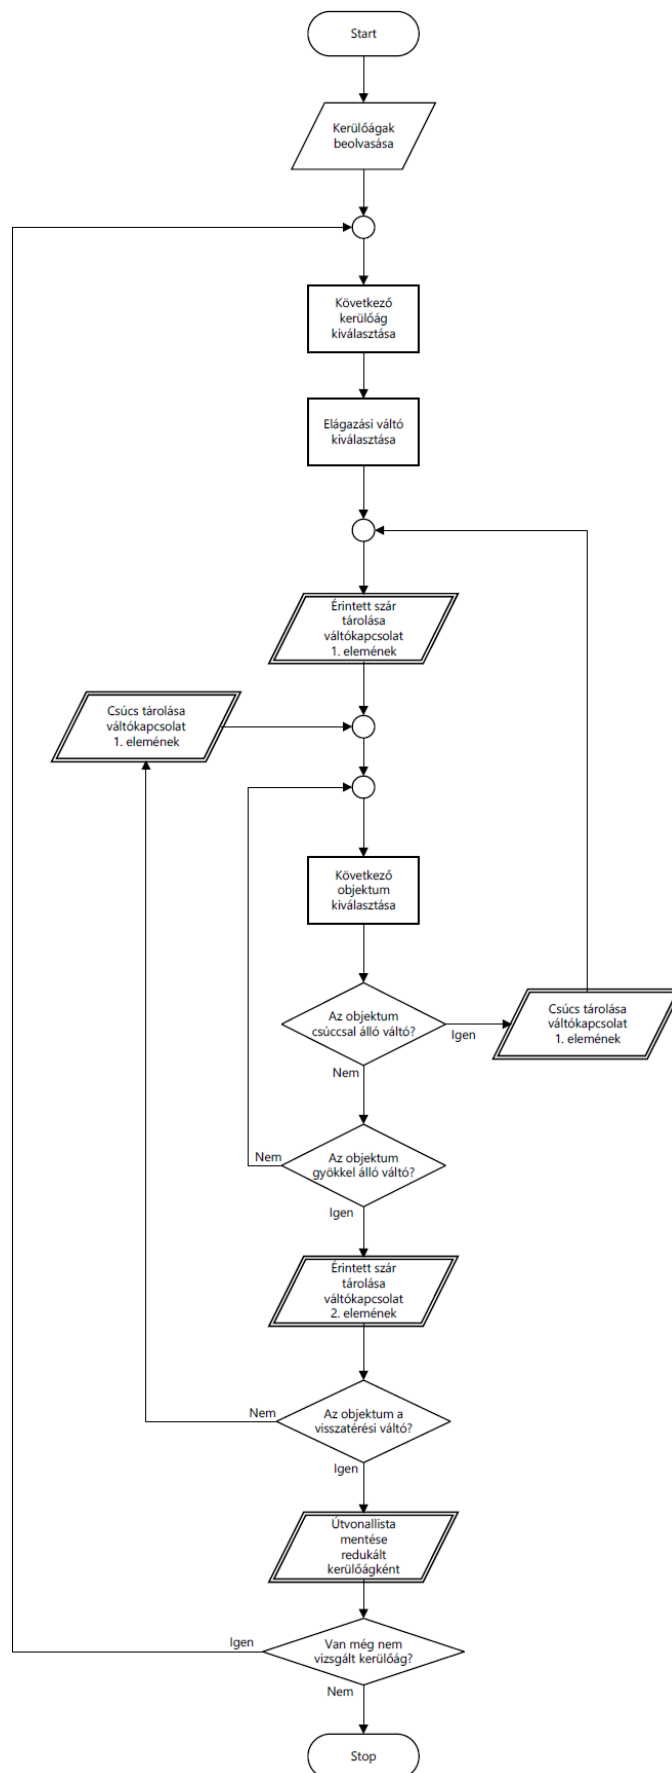 Start
Kerülőágak
beolvasása
Következő
kerülőág
kiválasztása
Elágazási váltó
kiválasztása
Érintett szár
tárolása
váltókapcsolat
1. elemének
Csúcs tárolása
váltókapcsolat
1. elemének
Következő
objektum
kiválasztása
Az objektum
csúccsal álló váltó?
Igen
Csúcs tárolása
váltókapcsolat
1. elemének
Nem
Nem
Az objektum
gyökkel álló váltó?
Igen
Érintett szár
tárolása
váltókapcsolat
2. elemének
Nem
Az objektum a
visszatérési váltó?
Igen
Útvonallista
mentése
redukált
kerülőágként
Igen
Van még nem
vizsgált kerülőág?
Nem
Stop